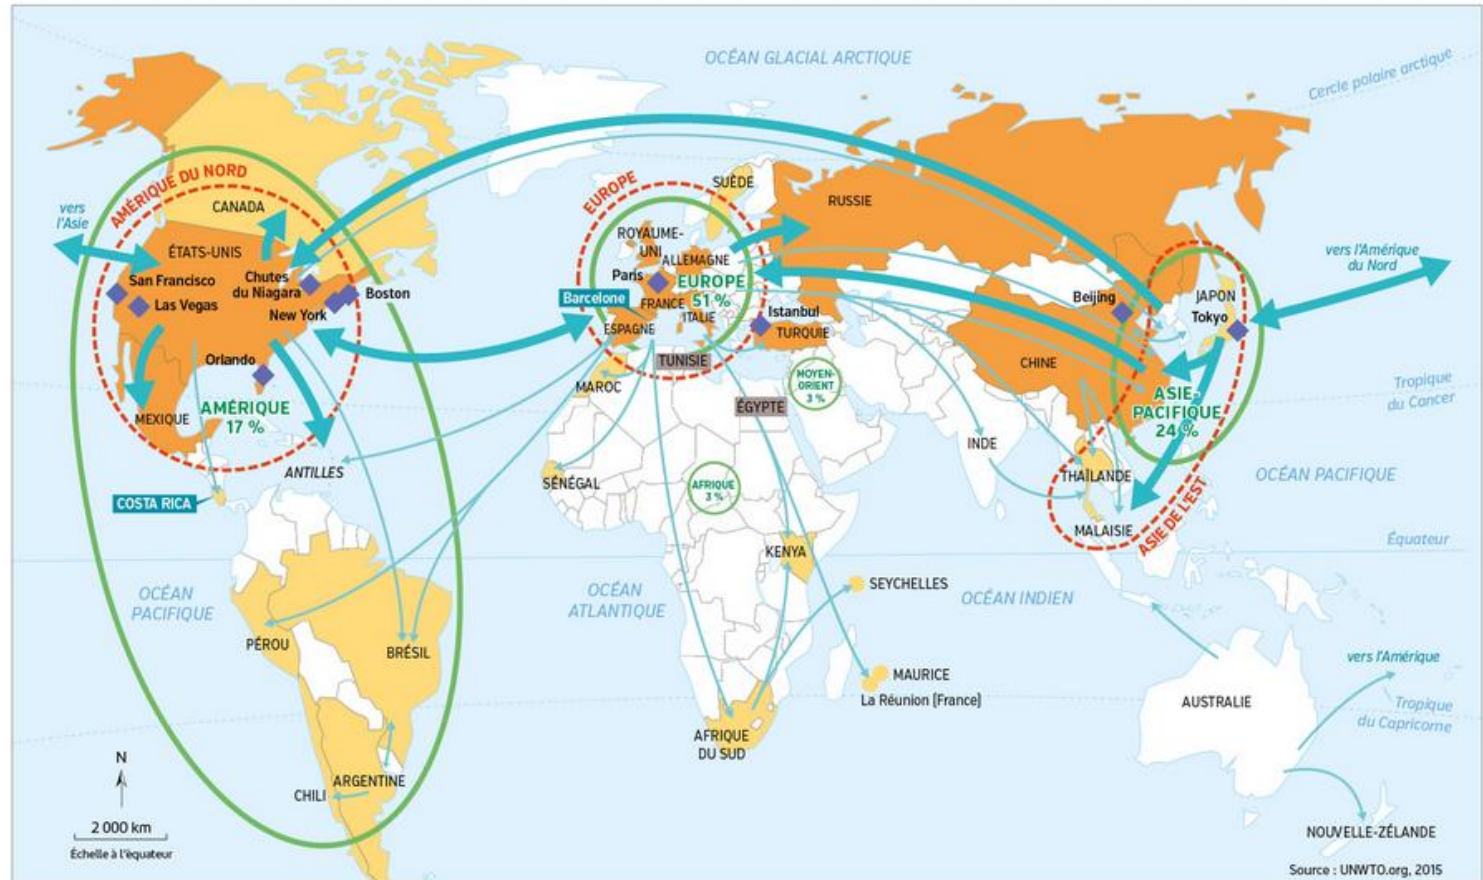 OCÉAN GLACIAL ARCTIQUE
Cercle polaire arctique
AMÉRIQUE DU NORD
vers
l'Asie
CANADA
ÉTATS-UNIS
San Francisco
Las Vegas
Chutes
du Niagara
New York
Boston
Orlando
MEXIQUE
AMÉRIQUE
17 %
ANTILLES
COSTA RICA
EUROPE
SUÈDE
ROYAUME-
UNI
ALLEMAGNE
Paris
EUROPE
51 %
Barcelone
FRANCE
ITALIE
ESPAGNE
Istanbul
TURQUIE
TUNISIE
MAROC
MOYEN-
ORIENT
3 %
ÉGYPTE
RUSSIE
vers l'Amérique
du Nord
Beijing
JAPON
Tokyo
CHINE
ASIE-
PACIFIQUE
24 %
Tropique
du Cancer
INDE
THAÏLANDE
MALAISIE
ASIE DE L'EST
OCÉAN PACIFIQUE
SÉNÉGAL
AFRIQUE
3 %
KENYA
Équateur
SEYCHELLES
OCÉAN
PACIFIQUE
OCÉAN
ATLANTIQUE
OCÉAN INDIEN
PÉROU
BRÉSIL
MAURICE
La Réunion (France)
vers l'Amérique
AUSTRALIE
Tropique
du Capricorne
AFRIQUE
DU SUD
N
ARGENTINE
CHILI
2 000 km
Échelle à l'équateur
NOUVELLE-ZÉLANDE
Source : UNWTO.org, 2015